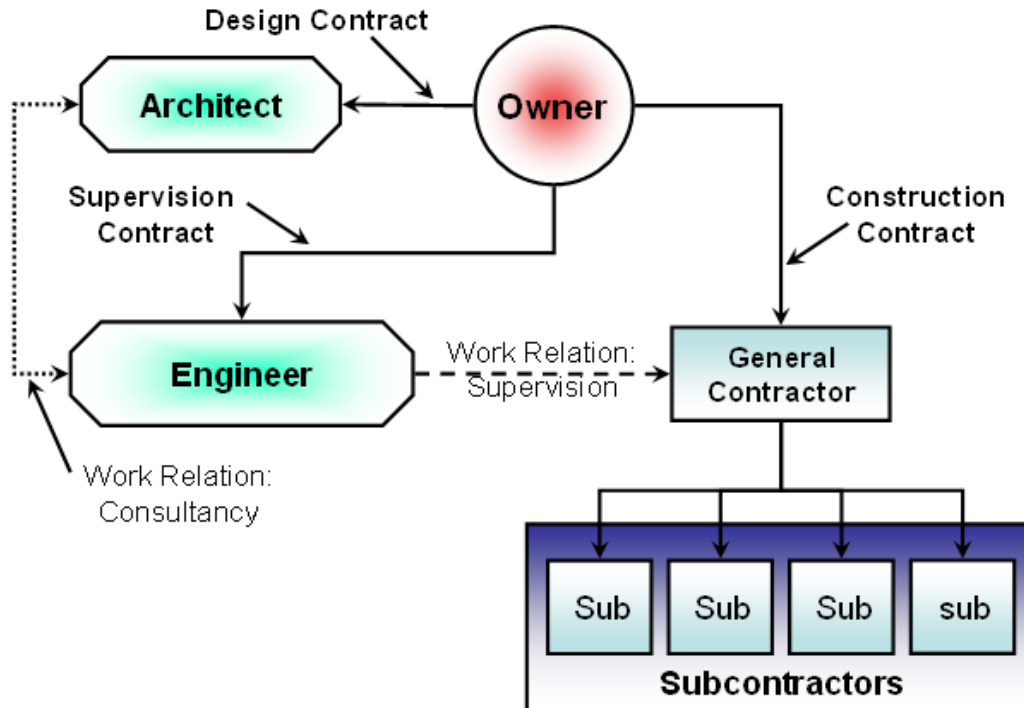 Design Contract
Architect
Owner
Supervision
Contract
Construction
Contract
Engineer
Work Relation:
Supervision
General
Contractor
Work Relation:
Consultancy
Sub
Sub
Sub
sub
Subcontractors